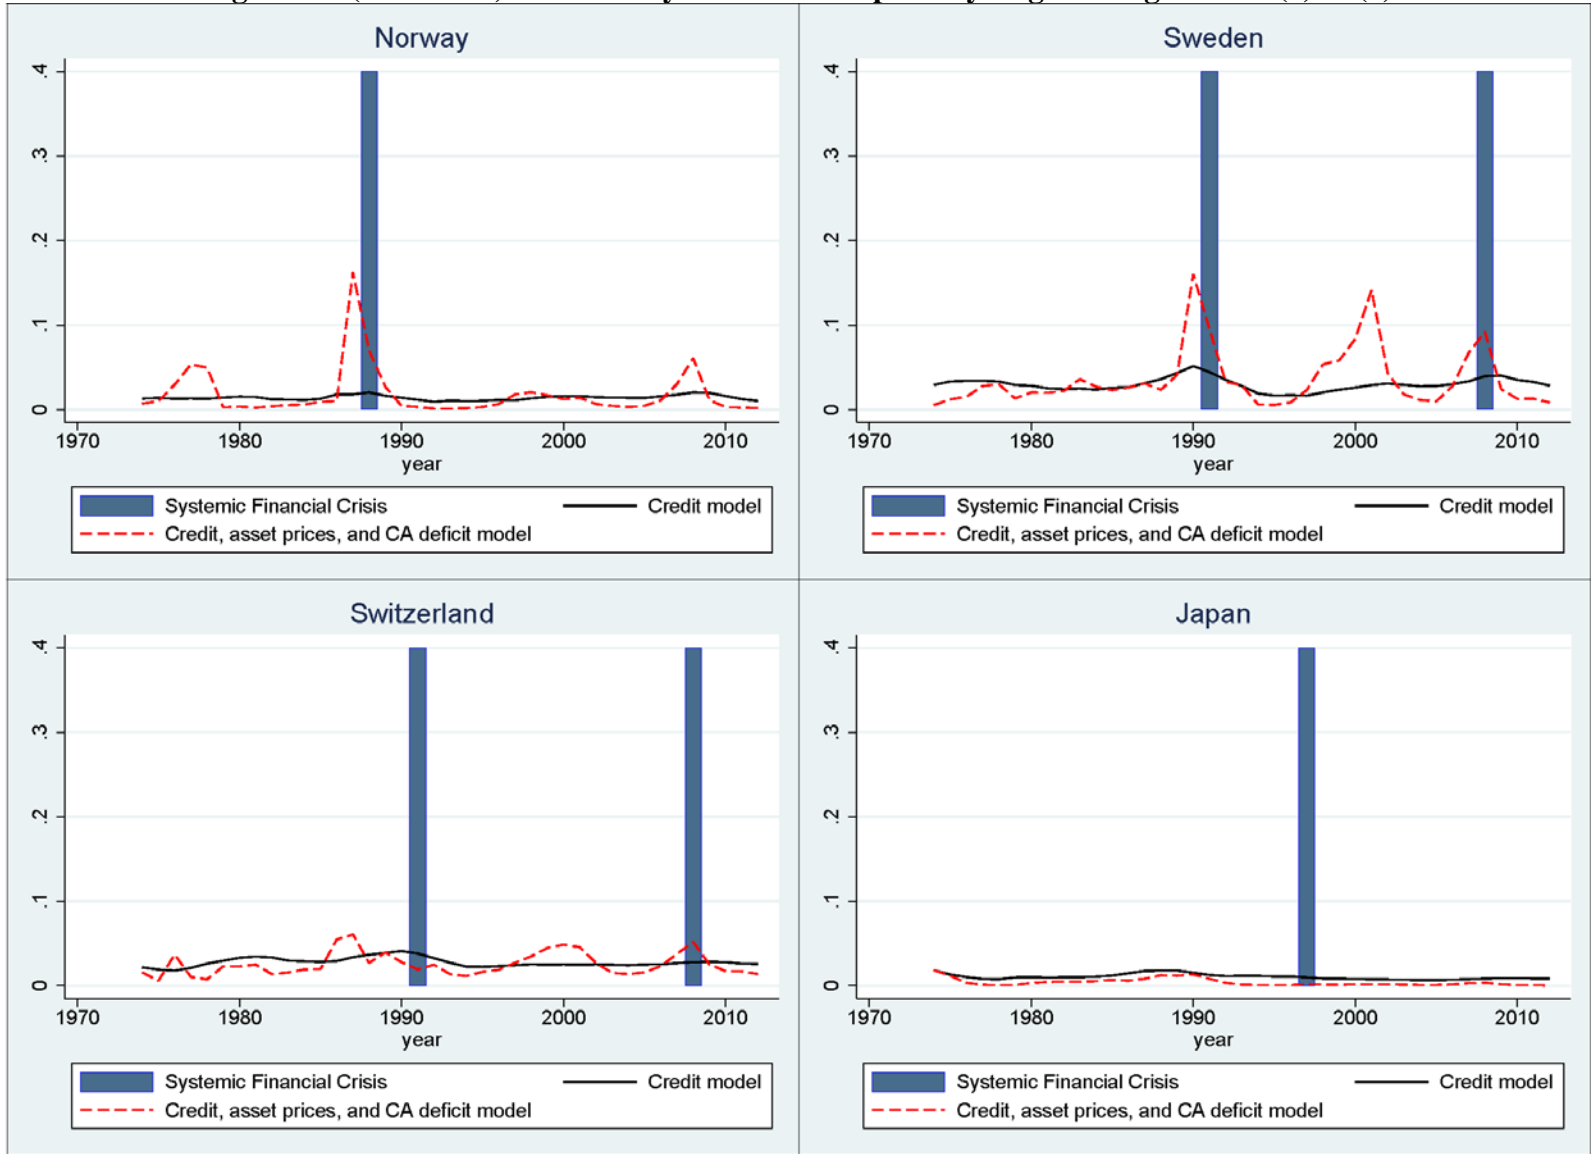 Norway
.4
.3
.2
.1
0
1970 1980 1990 2000 2010
year
Systemic Financial Crisis Credit model
Credit, asset prices, and CA deficit model
Sweden
.4
.3
.2
.1
0
1970 1980 1990 2000 2010
year
Systemic Financial Crisis Credit model
Credit, asset prices, and CA deficit model
Switzerland
.4
.3
.2
.1
0
1970 1980 1990 2000 2010
year
Systemic Financial Crisis Credit model
Credit, asset prices, and CA deficit model
Japan
.4
.3
.2
.1
0
1970 1980 1990 2000 2010
year
Systemic Financial Crisis Credit model
Credit, asset prices, and CA deficit model